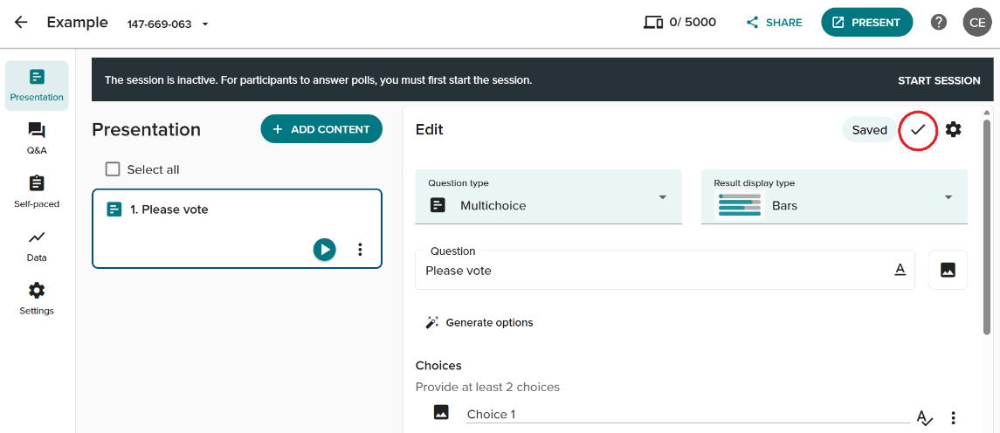 Example
147-669-063
0/ 5000
SHARE
PRESENT
CE
Presentation
Q&A
Self-paced
Data
Settings
The session is inactive. For participants to answer polls, you must first start the session.
START SESSION
Presentation
ADD CONTENT
Select all
1. Please vote
Edit
Saved
Question type
Multichoice
Result display type
Bars
Question
Please vote
Generate options
Choices
Provide at least 2 choices
Choice 1